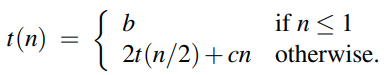 t(n) = { b if n ≤ 1
2t(n/2) + cn otherwise.